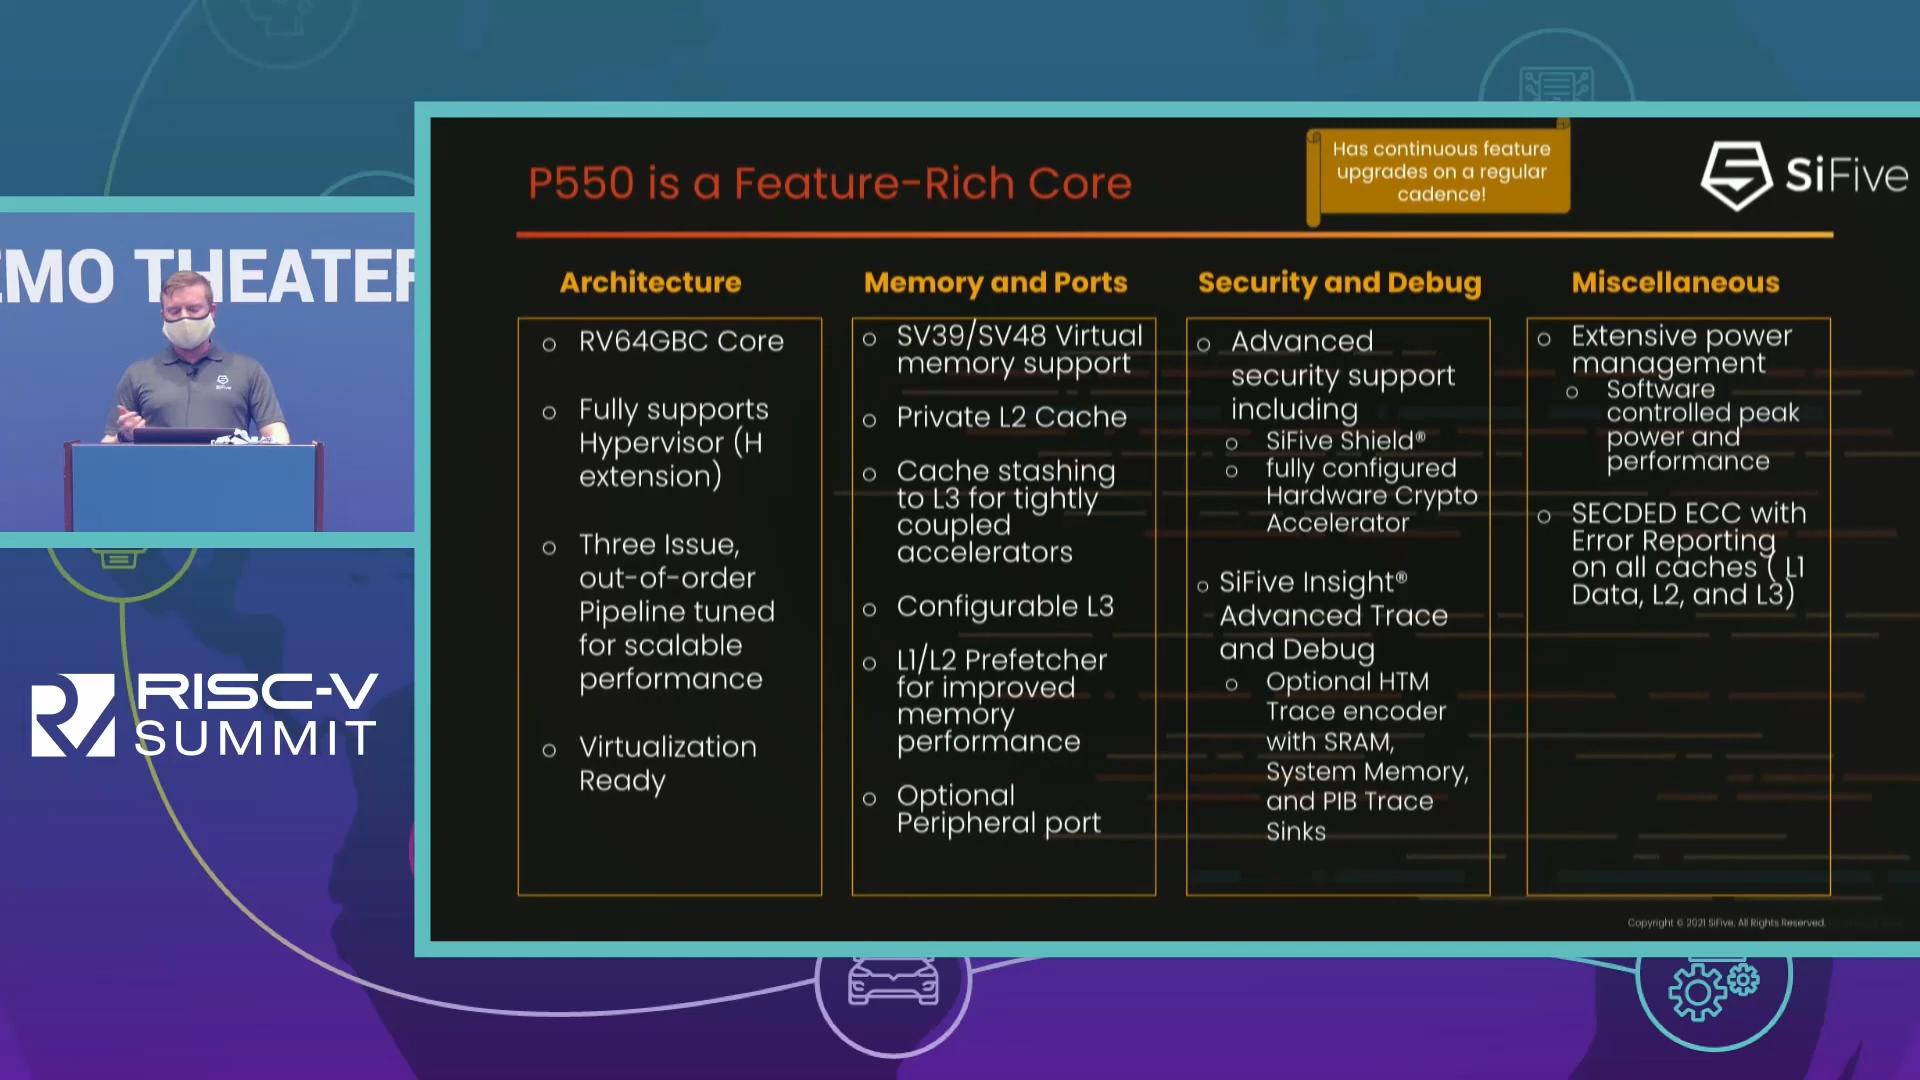 EMO THEATER
SiFive
RISC-V
SUMMIT
P550 is a Feature-Rich Core
Has continuous feature
upgrades on a regular
cadence!
SiFive
Architecture
RV64GBC Core
Fully supports
Hypervisor (H
extension)
Three Issue,
out-of-order
Pipeline tuned
for scalable
performance
Virtualization
Ready
Memory and Ports
SV39/SV48 Virtual
memory support
Private L2 Cache
Cache stashing
to L3 for tightly
coupled
accelerators
Configurable L3
L1/L2 Prefetcher
for improved
memory
performance
Optional
Peripheral port
Security and Debug
Advanced
security support
including
SiFive Shield®
fully configured
Hardware Crypto
Accelerator
SiFive Insight®
Advanced Trace
and Debug
Optional HTM
Trace encoder
with SRAM,
System Memory,
and PIB Trace
Sinks
Miscellaneous
Extensive power
management
Software
controlled peak
power and
performance
SECDED ECC with
Error Reporting
on all caches ( L1
Data, L2, and L3)
Copyright © 2021 SiFive. All Rights Reserved.